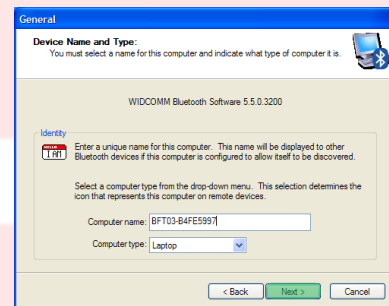 General
Device Name and Type:
You must select a name for this computer and indicate what type of computer it is.
WIDCOMM Bluetooth Software 5.5.0.3200
Identity
HELLO
I AM
Enter a unique name for this computer. This name will be displayed to other
Bluetooth devices if this computer is configured to allow itself to be discovered.
Select a computer type from the drop-down menu. This selection determines the
icon that represents this computer on remote devices.
Computer name: BFT03-B4FE5997
Computer type: Laptop
< Back Next > Cancel